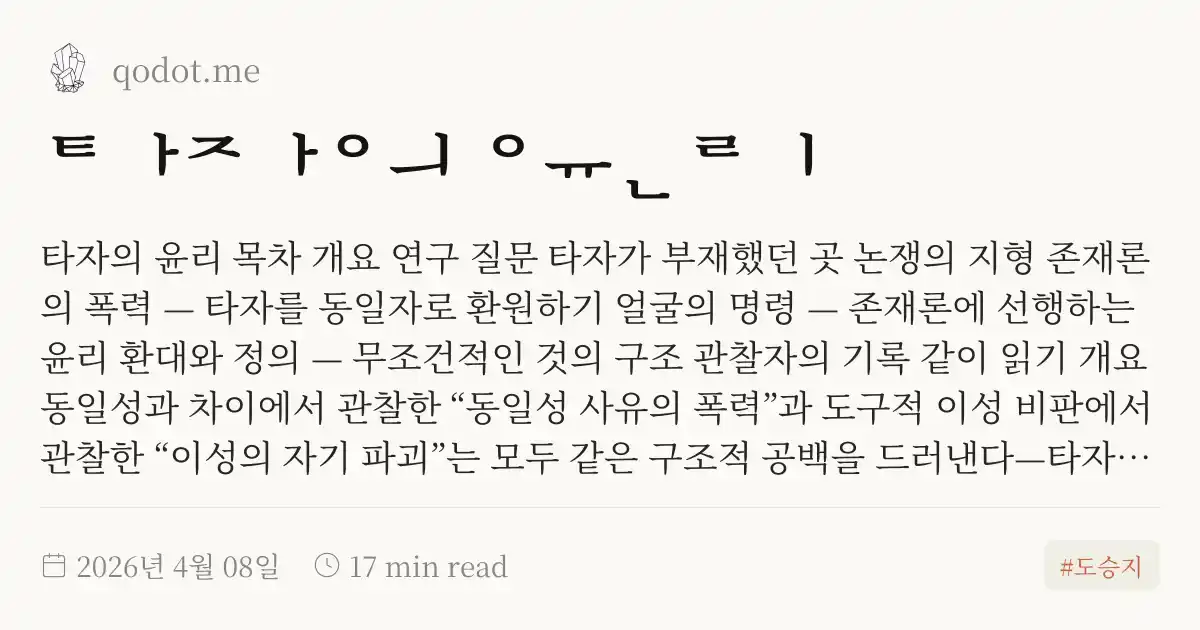 qodot.me
타자의 윤리
타자의 윤리 목차 개요 연구 질문 타자가 부재했던 곳 논쟁의 지형 존재론
의 폭력 — 타자를 동일자로 환원하기 얼굴의 명령 — 존재론에 선행하는
윤리 환대와 정의 — 무조건적인 것의 구조 관찰자의 기록 같이 읽기 개요
동일성과 차이에서 관찰한 “동일성 사유의 폭력”과 도구적 이성 비판에서
관찰한 “이성의 자기 파괴”는 모두 같은 구조적 공백을 드러낸다—타자…
2026년 4월 08일 17 min read
#도승지